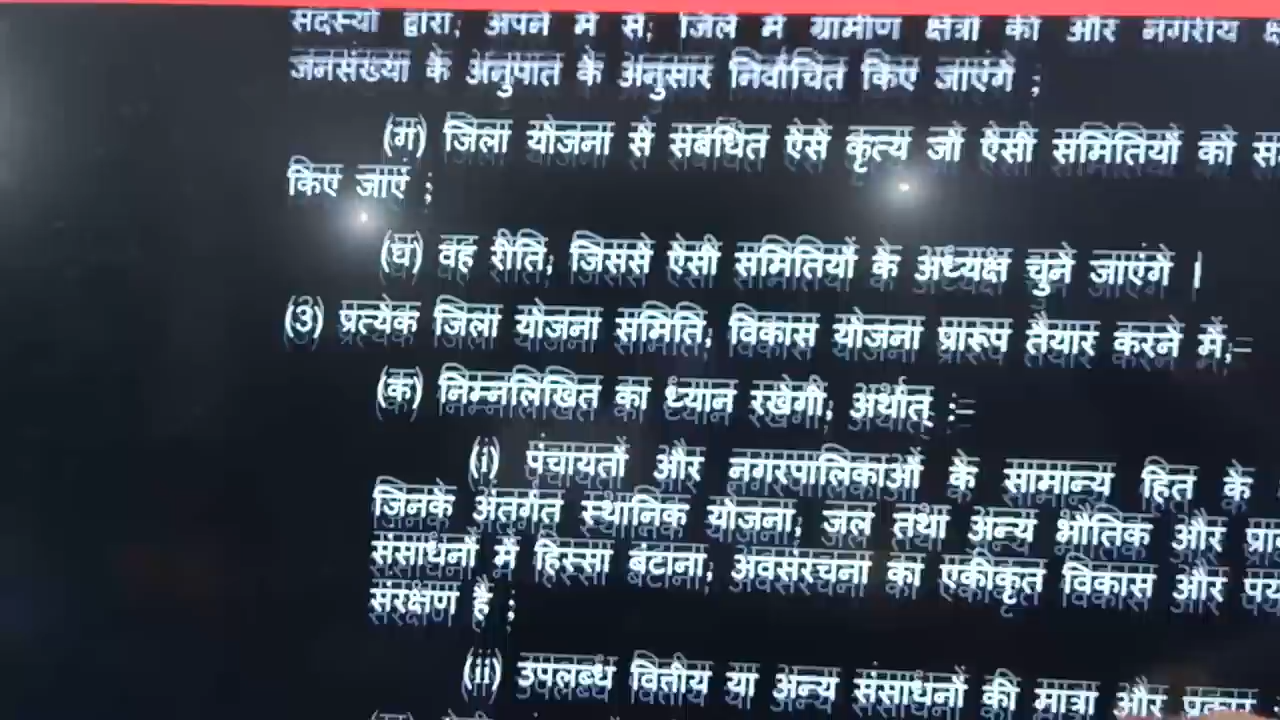 सदस्यों द्वारा, अपने में से, जिले में ग्रामीण क्षेत्रों की और नगरीय
जनसंख्या के अनुपात के अनुसार निर्वाचित किए जाएंगे ;
(ग) जिला योजना से संबंधित ऐसे कृत्य जो ऐसी समितियों को
किए जाएं ;
(घ) वह रीति, जिससे ऐसी समितियों के अध्यक्ष चुने जाएंगे ।
(3) प्रत्येक जिला योजना समिति, विकास योजना प्रारूप तैयार करने में,–
(क) निम्नलिखित का ध्यान रखेगी, अर्थात् :–
(i) पंचायतों और नगरपालिकाओं के सामान्य हित के
जिनके अंतर्गत स्थानिक योजना, जल तथा अन्य भौतिक और
संसाधनों में हिस्सा बंटाना, अवसंरचना का एकीकृत विकास और
संरक्षण है ;
(ii) उपलब्ध वित्तीय या अन्य संसाधनों की मात्रा और प्रकार